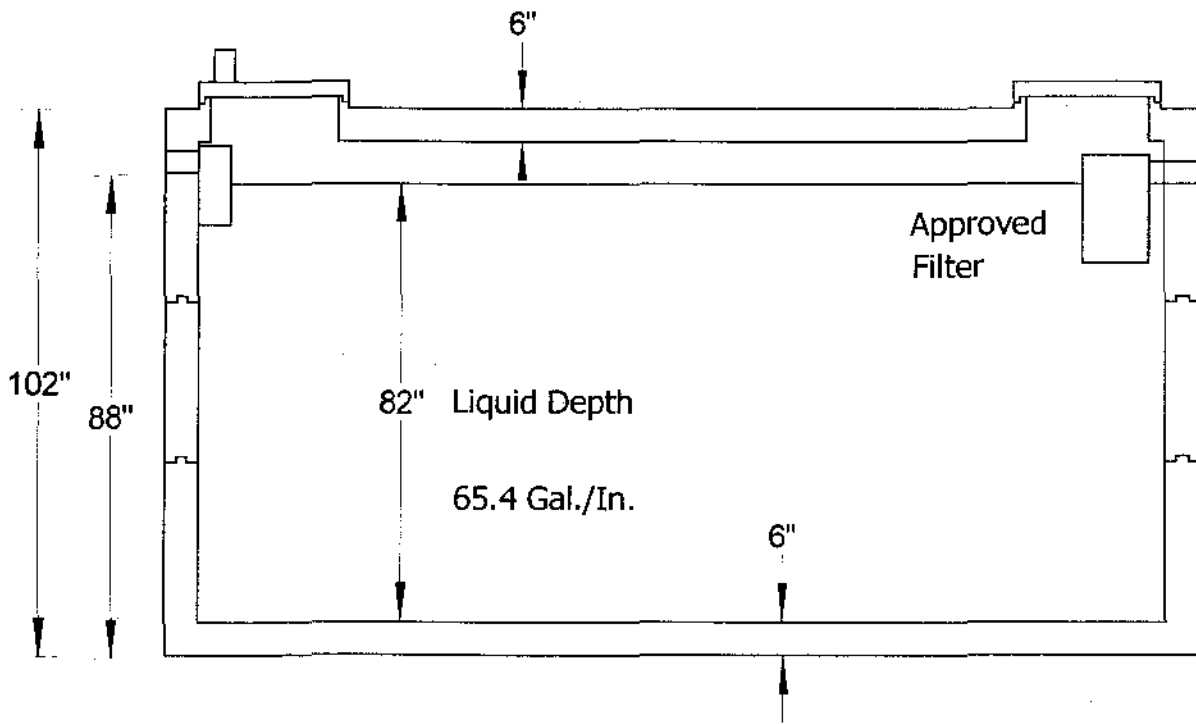 6"
Approved
Filter
102"
88"
82" Liquid Depth
65.4 Gal./In.
6"